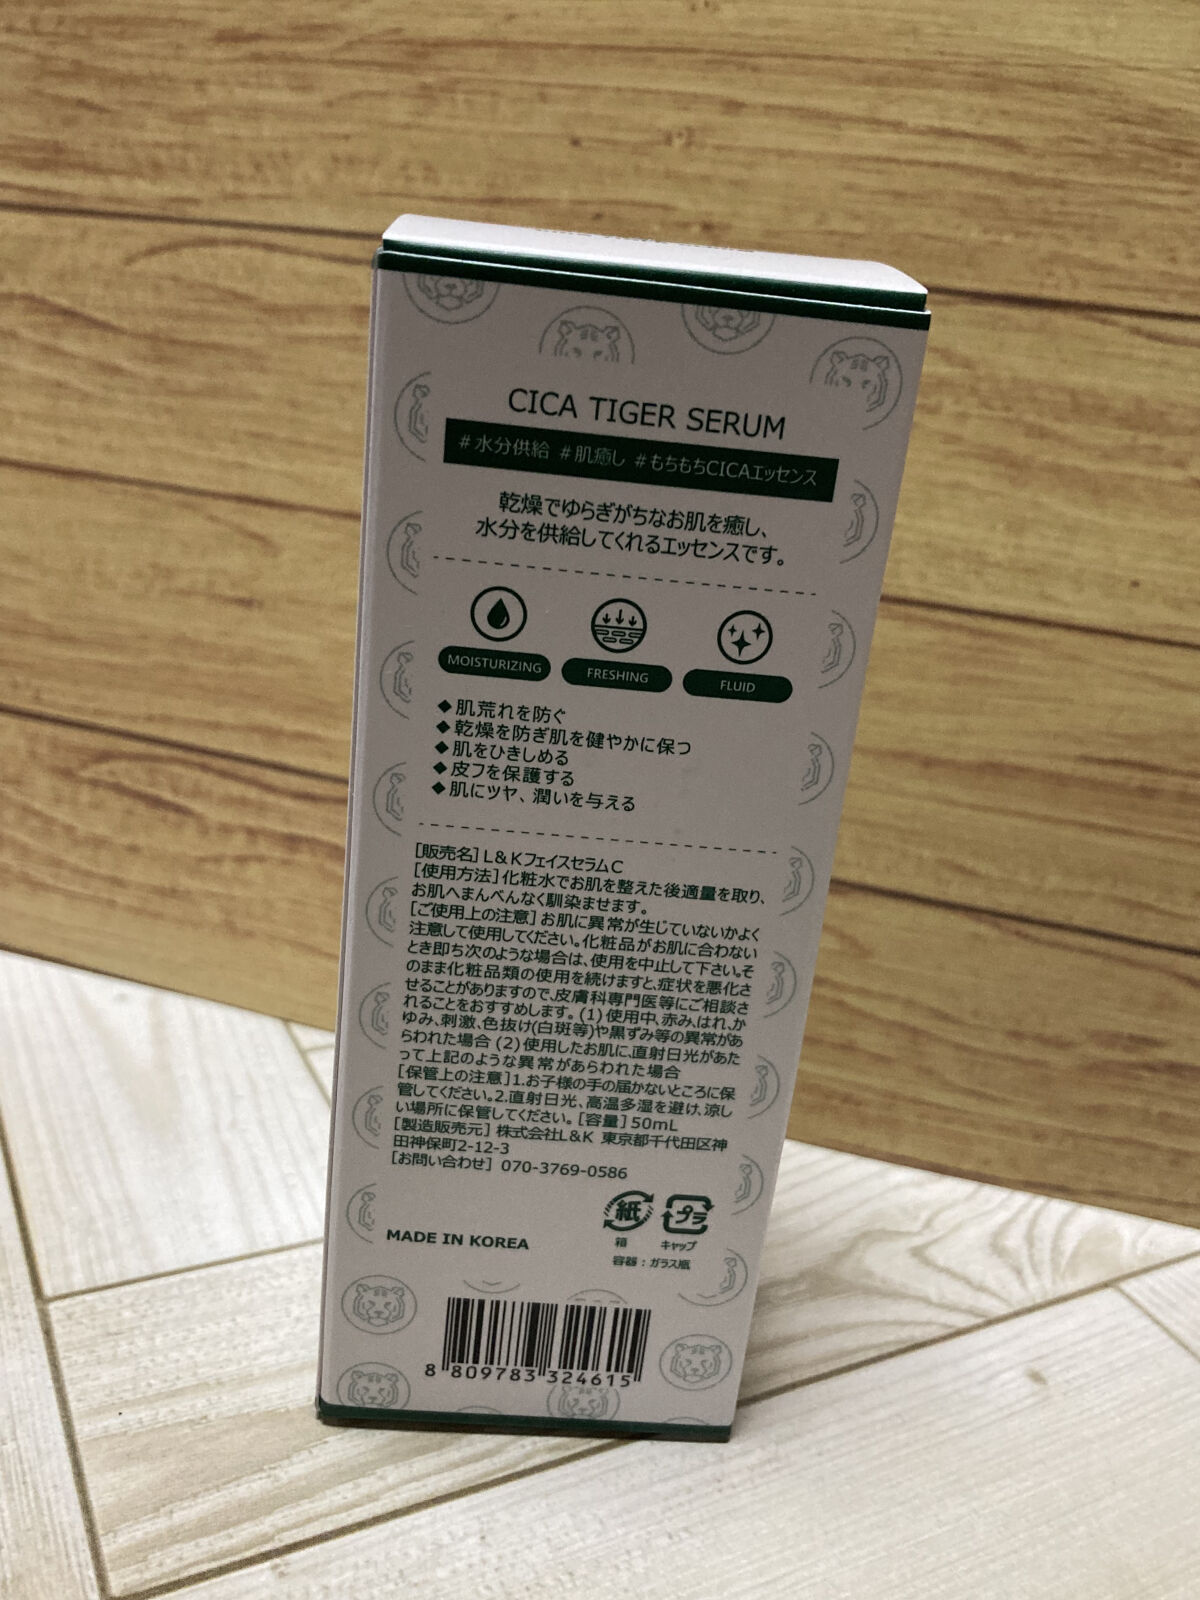 CICA TIGER SERUM
#水分供給 #肌癒し #もちもちCICAエッセンス
乾燥でゆらぎがちなお肌を癒し、
水分を供給してくれるエッセンスです。
MOISTURIZING FRESHING FLUID
◆肌荒れを防ぐ
◆乾燥を防ぎ肌を健やかに保つ
◆肌をひきしめる
◆皮フを保護する
◆肌にツヤ、潤いを与える
[販売名] L&KフェイスセラムC
[使用方法] 化粧水でお肌を整えた後適量を取り、
お肌へまんべんなく馴染ませます。
[ご使用上の注意] お肌に異常が生じていないかよく
注意して使用してください。化粧品がお肌に合わない
とき即ち次のような場合は、使用を中止して下さい。そ
のまま化粧品類の使用を続けますと、症状を悪化さ
せることがありますので、皮膚科専門医等にご相談さ
れることをおすすめします。(1)使用中、赤み、はれ、か
ゆみ、刺激、色抜け(白斑等)や黒ずみ等の異常があ
らわれた場合 (2)使用したお肌に、直射日光があた
って上記のような異常があらわれた場合
[保管上の注意]1.お子様の手の届かないところに保
管してください。2.直射日光、高温多湿を避け、涼し
い場所に保管してください。[容量] 50mL
[製造販売元] 株式会社L&K 東京都千代田区神
田神保町2-12-3
[お問い合わせ] 070-3769-0586
紙 プラ
箱 キャップ
容器：ガラス瓶
MADE IN KOREA
8 809783 324615